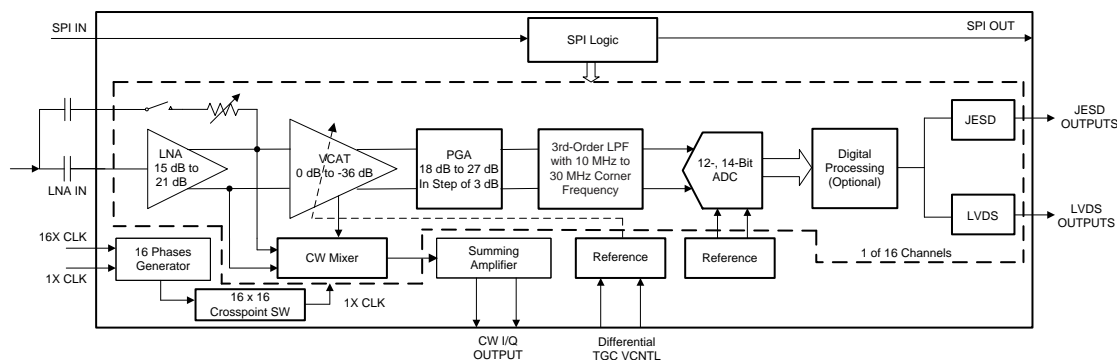 SPI IN
SPI Logic
SPI OUT
LNA
15 dB to
21 dB
LNA IN
VCAT
0 dB to -36 dB
PGA
18 dB to 27 dB
In Step of 3 dB
3rd-Order LPF
with 10 MHz to
30 MHz Corner
Frequency
12-, 14-Bit
ADC
Digital
Processing
(Optional)
JESD
JESD
OUTPUTS
LVDS
LVDS
OUTPUTS
16X CLK
1X CLK
16 Phases
Generator
16 x 16
Crosspoint SW
1X CLK
CW Mixer
Summing
Amplifier
Reference
Reference
1 of 16 Channels
CW I/Q
OUTPUT
Differential
TGC VCNTL